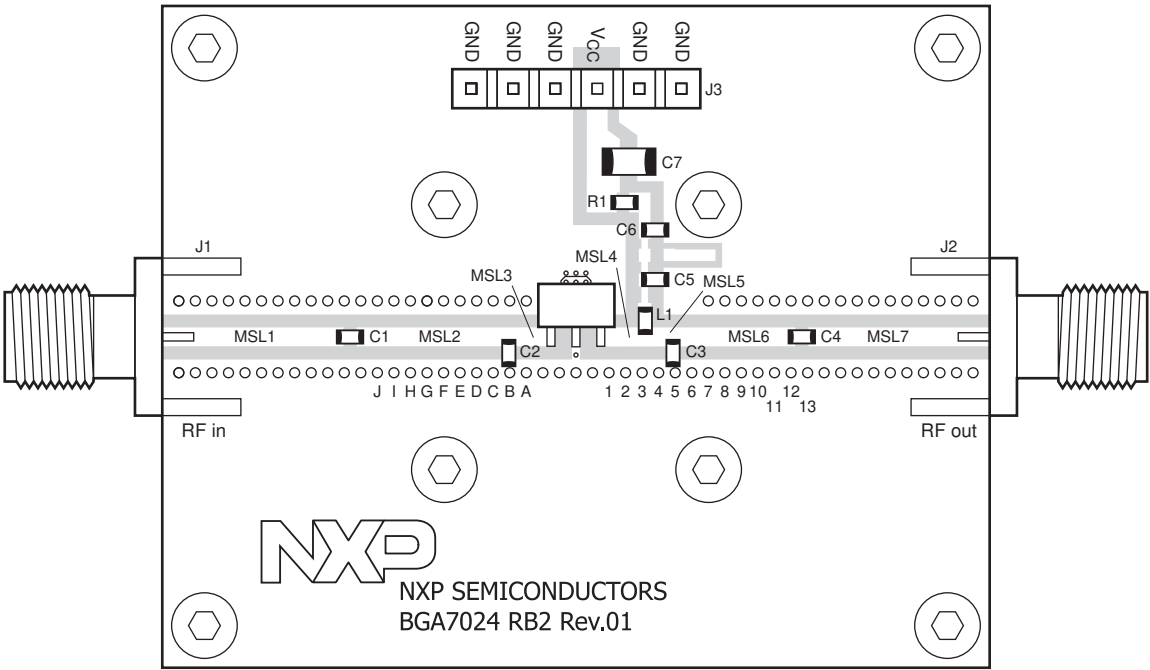 GND GND GND VCC GND GND
J3
C7
R1
C6
J1
J2
MSL4
MSL3
C5
MSL5
L1
MSL1
C1
MSL2
MSL6
C4
MSL7
C2
C3
J I H G F E D C B A
1 2 3 4 5 6 7 8 9 10 12
11 13
RF in
RF out
NXP
NXP SEMICONDUCTORS
BGA7024 RB2 Rev.01